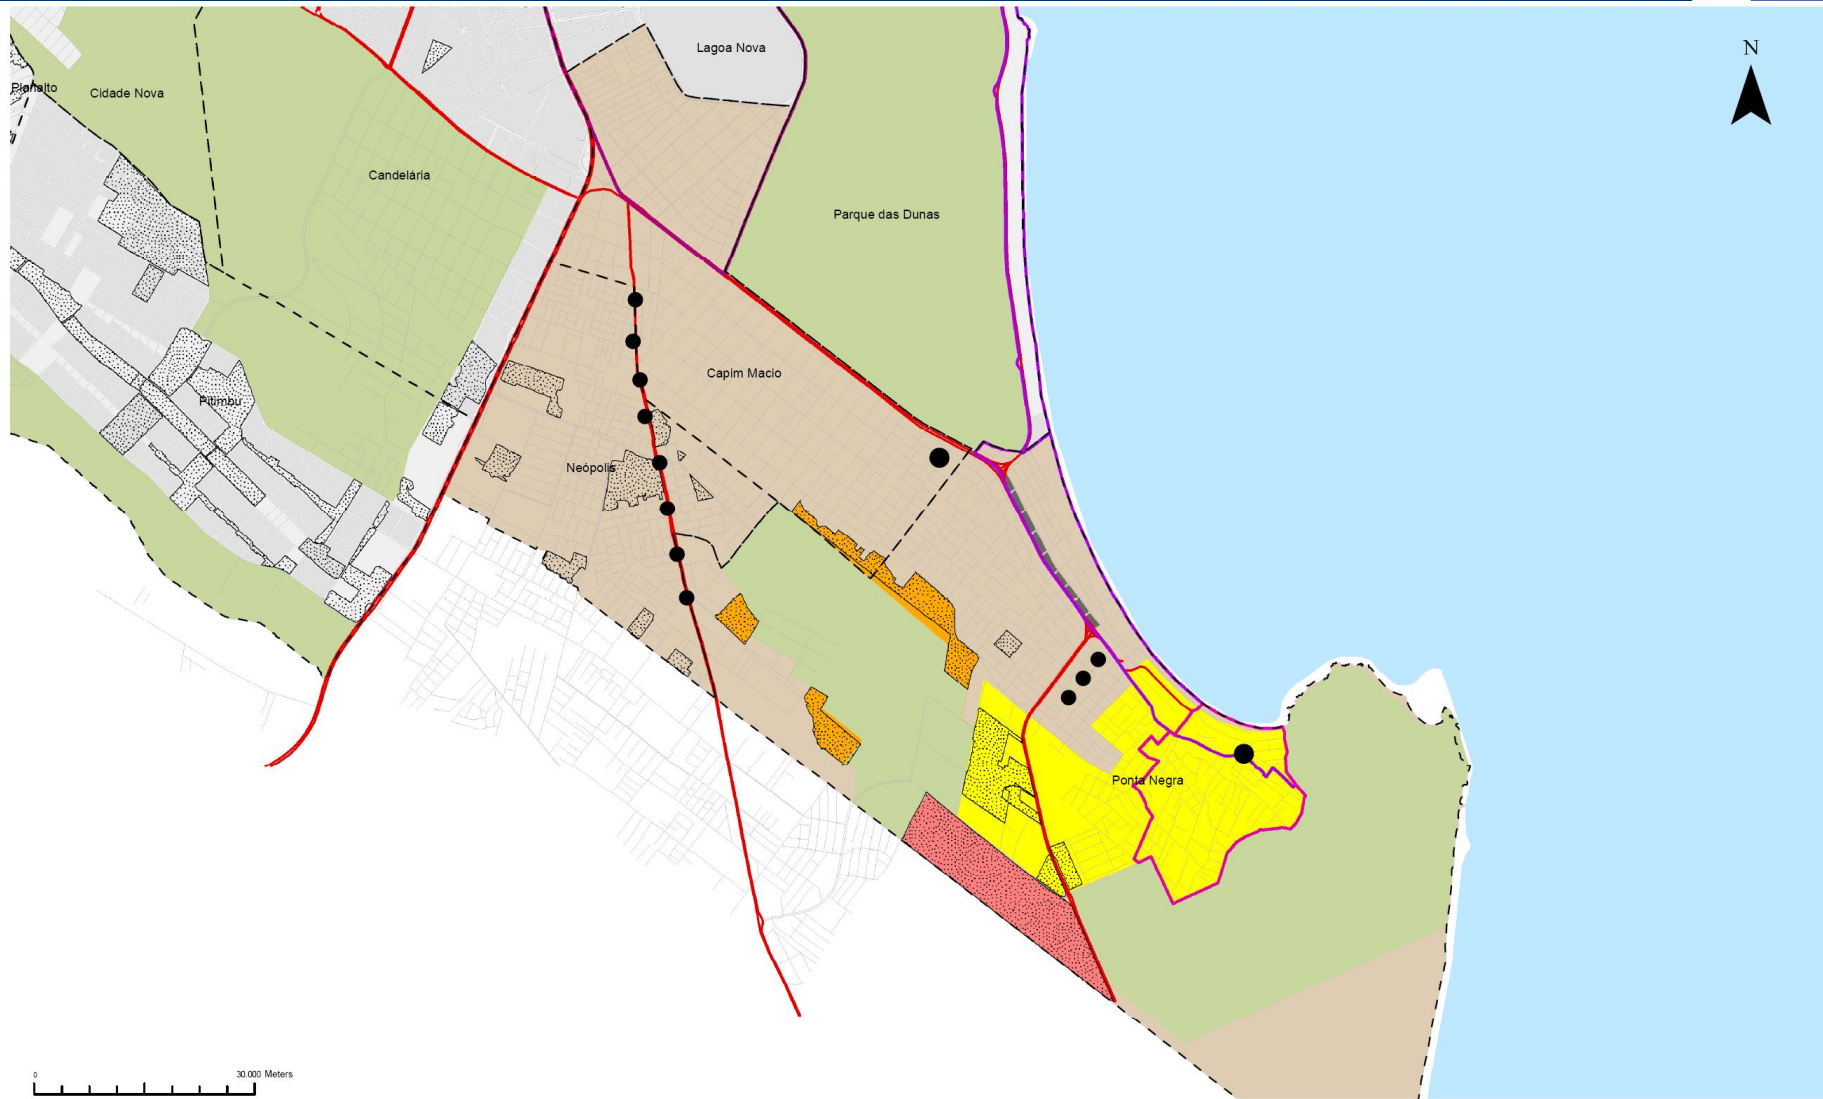 Lagoa Nova
N
Planalto
Cidade Nova
Candelária
Parque das Dunas
Capim Macio
Pitimbu
Neópolis
Ponta Negra
0
30.000 Meters